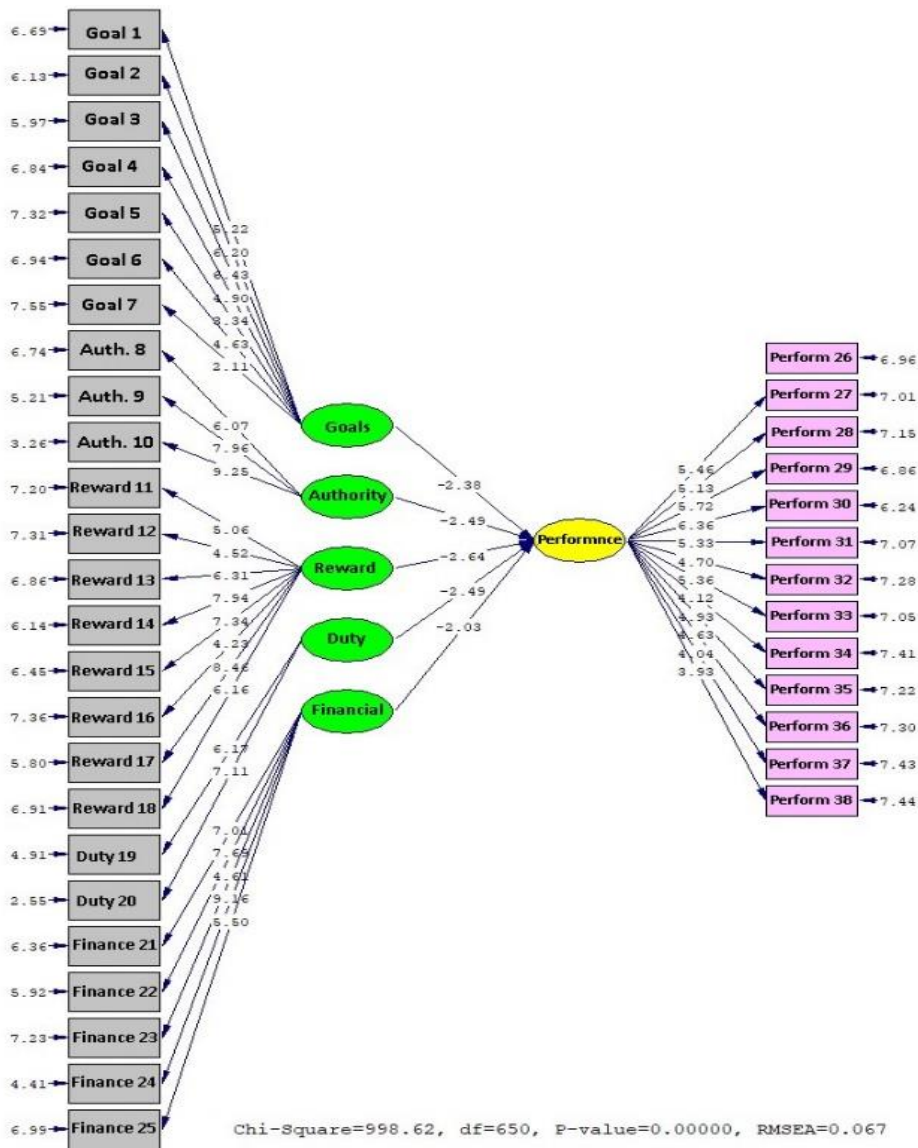 6.69 Goal 1
6.13 Goal 2
5.97 Goal 3
6.84 Goal 4
7.32 Goal 5
6.94 Goal 6
7.55 Goal 7
6.74 Auth. 8
5.21 Auth. 9
3.26 Auth. 10
7.20 Reward 11
7.31 Reward 12
6.86 Reward 13
6.14 Reward 14
6.45 Reward 15
7.36 Reward 16
5.80 Reward 17
6.91 Reward 18
4.91 Duty 19
2.55 Duty 20
6.36 Finance 21
5.92 Finance 22
7.23 Finance 23
4.41 Finance 24
6.99 Finance 25
5.22
6.20
6.43
4.90
3.34
4.63
2.11
6.07
7.96
9.25
5.06
4.52
6.31
7.94
7.34
4.23
8.46
6.16
6.17
7.11
7.01
7.69
4.61
9.16
5.50
Goals
Authority
Reward
Duty
Financial
-2.38
-2.49
-2.64
-2.49
-2.03
Performnce
5.46
5.13
5.72
6.36
5.33
4.70
5.36
4.12
4.93
4.63
4.04
3.93
Perform 26 6.96
Perform 27 7.01
Perform 28 7.15
Perform 29 6.86
Perform 30 6.24
Perform 31 7.07
Perform 32 7.28
Perform 33 7.05
Perform 34 7.41
Perform 35 7.22
Perform 36 7.30
Perform 37 7.43
Perform 38 7.44
Chi-Square=998.62, df=650, P-value=0.00000, RMSEA=0.067